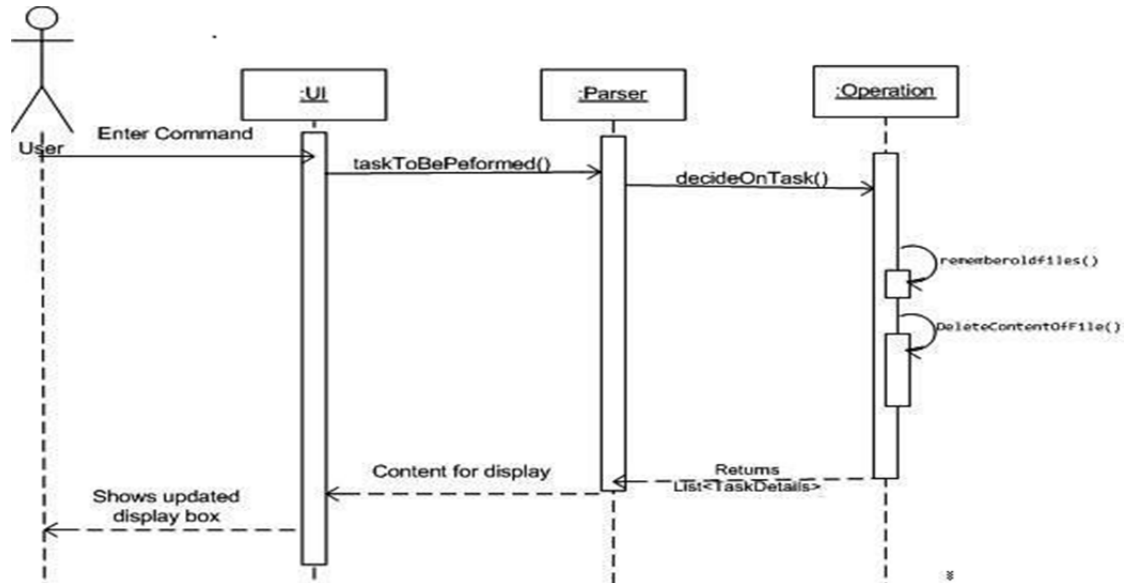 :UI
:Parser
:Operation
User
Enter Command
taskToBePeformed()
decideOnTask()
rememberoldfiles()
DeleteContentOfFile()
Returns
List<TaskDetails>
Content for display
Shows updated
display box